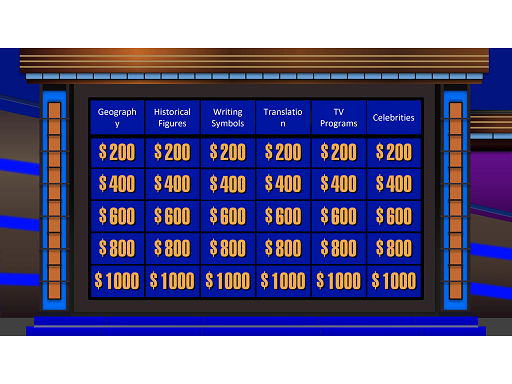 Geograph
y
Historical
Figures
Writing
Symbols
Translatio
n
TV
Programs
Celebrities
$200 $200 $200 $200 $200 $200
$400 $400 $400 $400 $400 $400
$600 $600 $600 $600 $600 $600
$800 $800 $800 $800 $800 $800
$1000 $1000 $1000 $1000 $1000 $1000